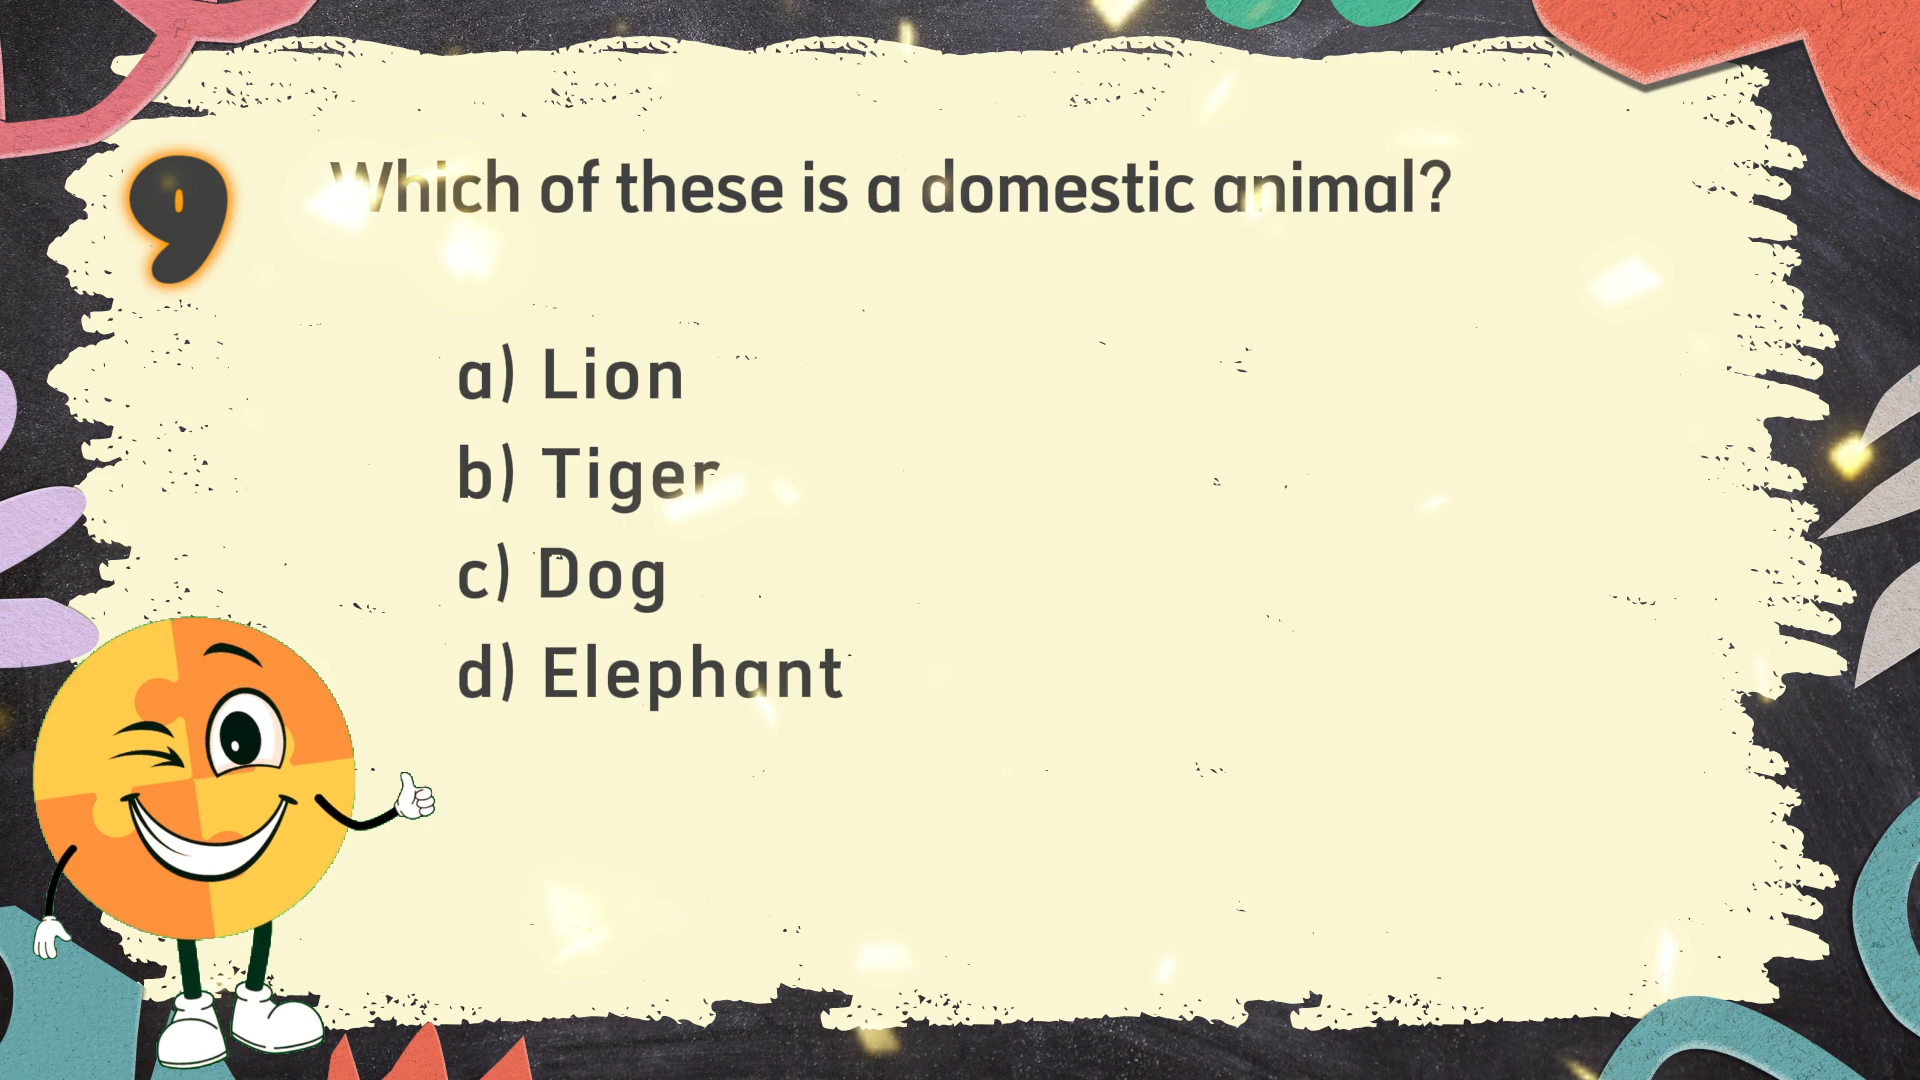 9
Which of these is a domestic animal?
a) Lion
b) Tiger
c) Dog
d) Elephant